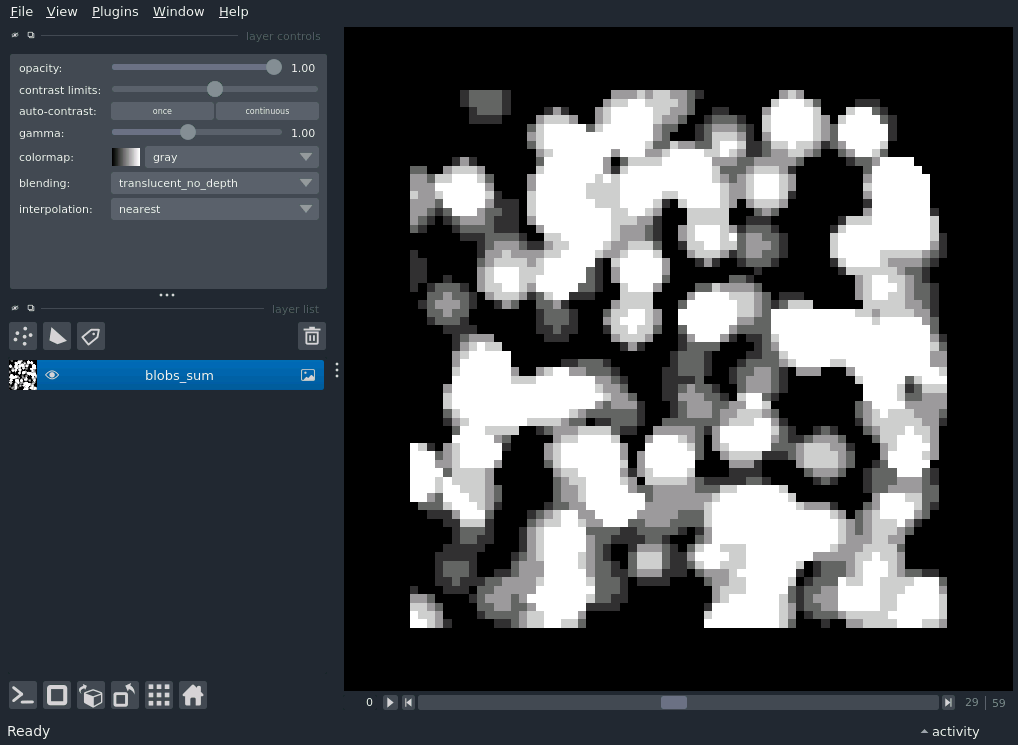 File View Plugins Window Help
layer controls
opacity: 1.00
contrast limits:
auto-contrast: once continuous
gamma: 1.00
colormap: gray
blending: translucent_no_depth
interpolation: nearest
layer list
blobs_sum
0 29 59
Ready activity